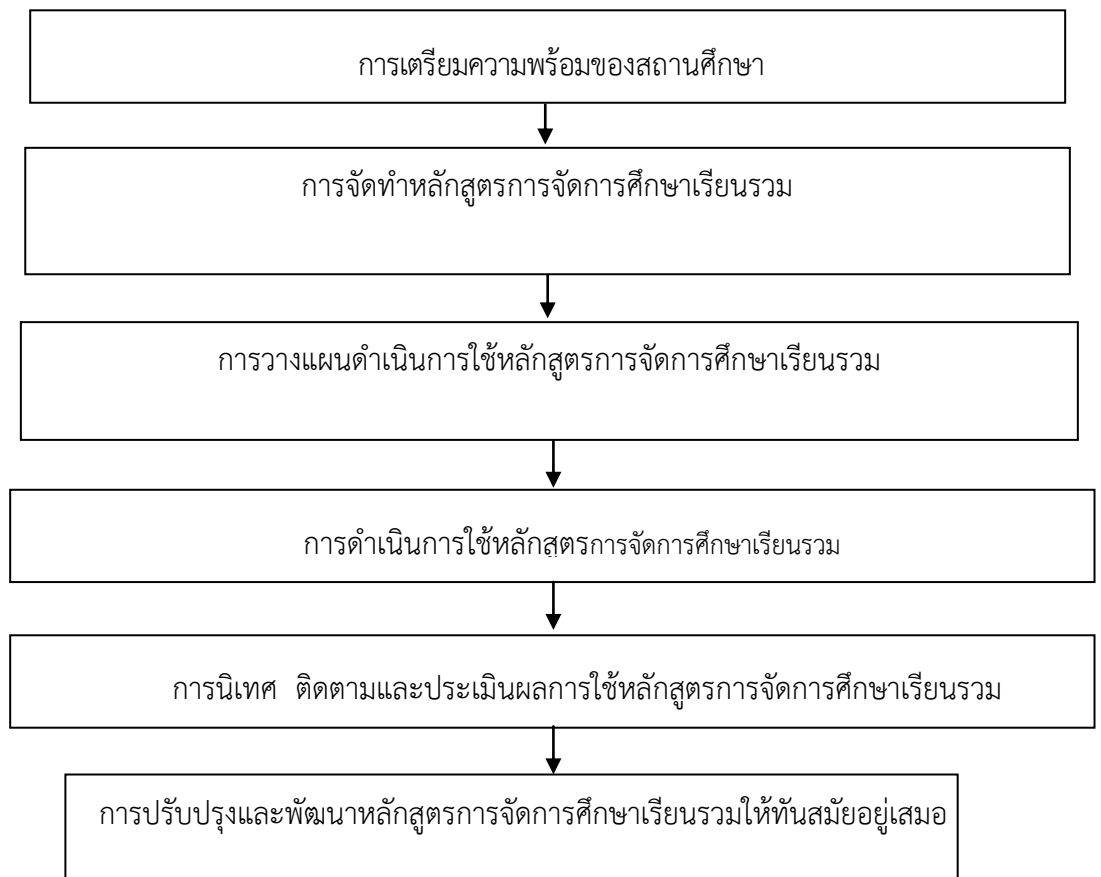 การเตรียมความพร้อมของสถานศึกษา
การจัดทำหลักสูตรการจัดการศึกษาเรียนรวม
การวางแผนดำเนินการใช้หลักสูตรการจัดการศึกษาเรียนรวม
การดำเนินการใช้หลักสูตรการจัดการศึกษาเรียนรวม
การนิเทศ ติดตามและประเมินผลการใช้หลักสูตรการจัดการศึกษาเรียนรวม
การปรับปรุงและพัฒนาหลักสูตรการจัดการศึกษาเรียนรวมให้ทันสมัยอยู่เสมอ